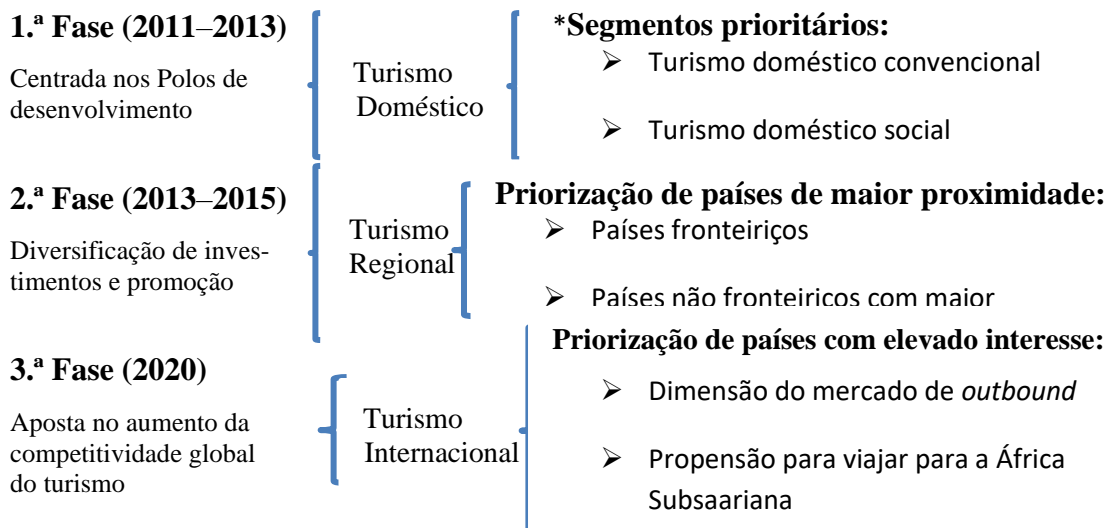 1.ª Fase (2011–2013)
Centrada nos Polos de
desenvolvimento
Turismo
Doméstico
*Segmentos prioritários:
➢ Turismo doméstico convencional
➢ Turismo doméstico social
2.ª Fase (2013–2015)
Diversificação de inves-
timentos e promoção
Turismo
Regional
Priorização de países de maior proximidade:
➢ Países fronteiriços
➢ Países não fronteiricos com maior
3.ª Fase (2020)
Aposta no aumento da
competitividade global
do turismo
Turismo
Internacional
Priorização de países com elevado interesse:
➢ Dimensão do mercado de outbound
➢ Propensão para viajar para a África
Subsaariana